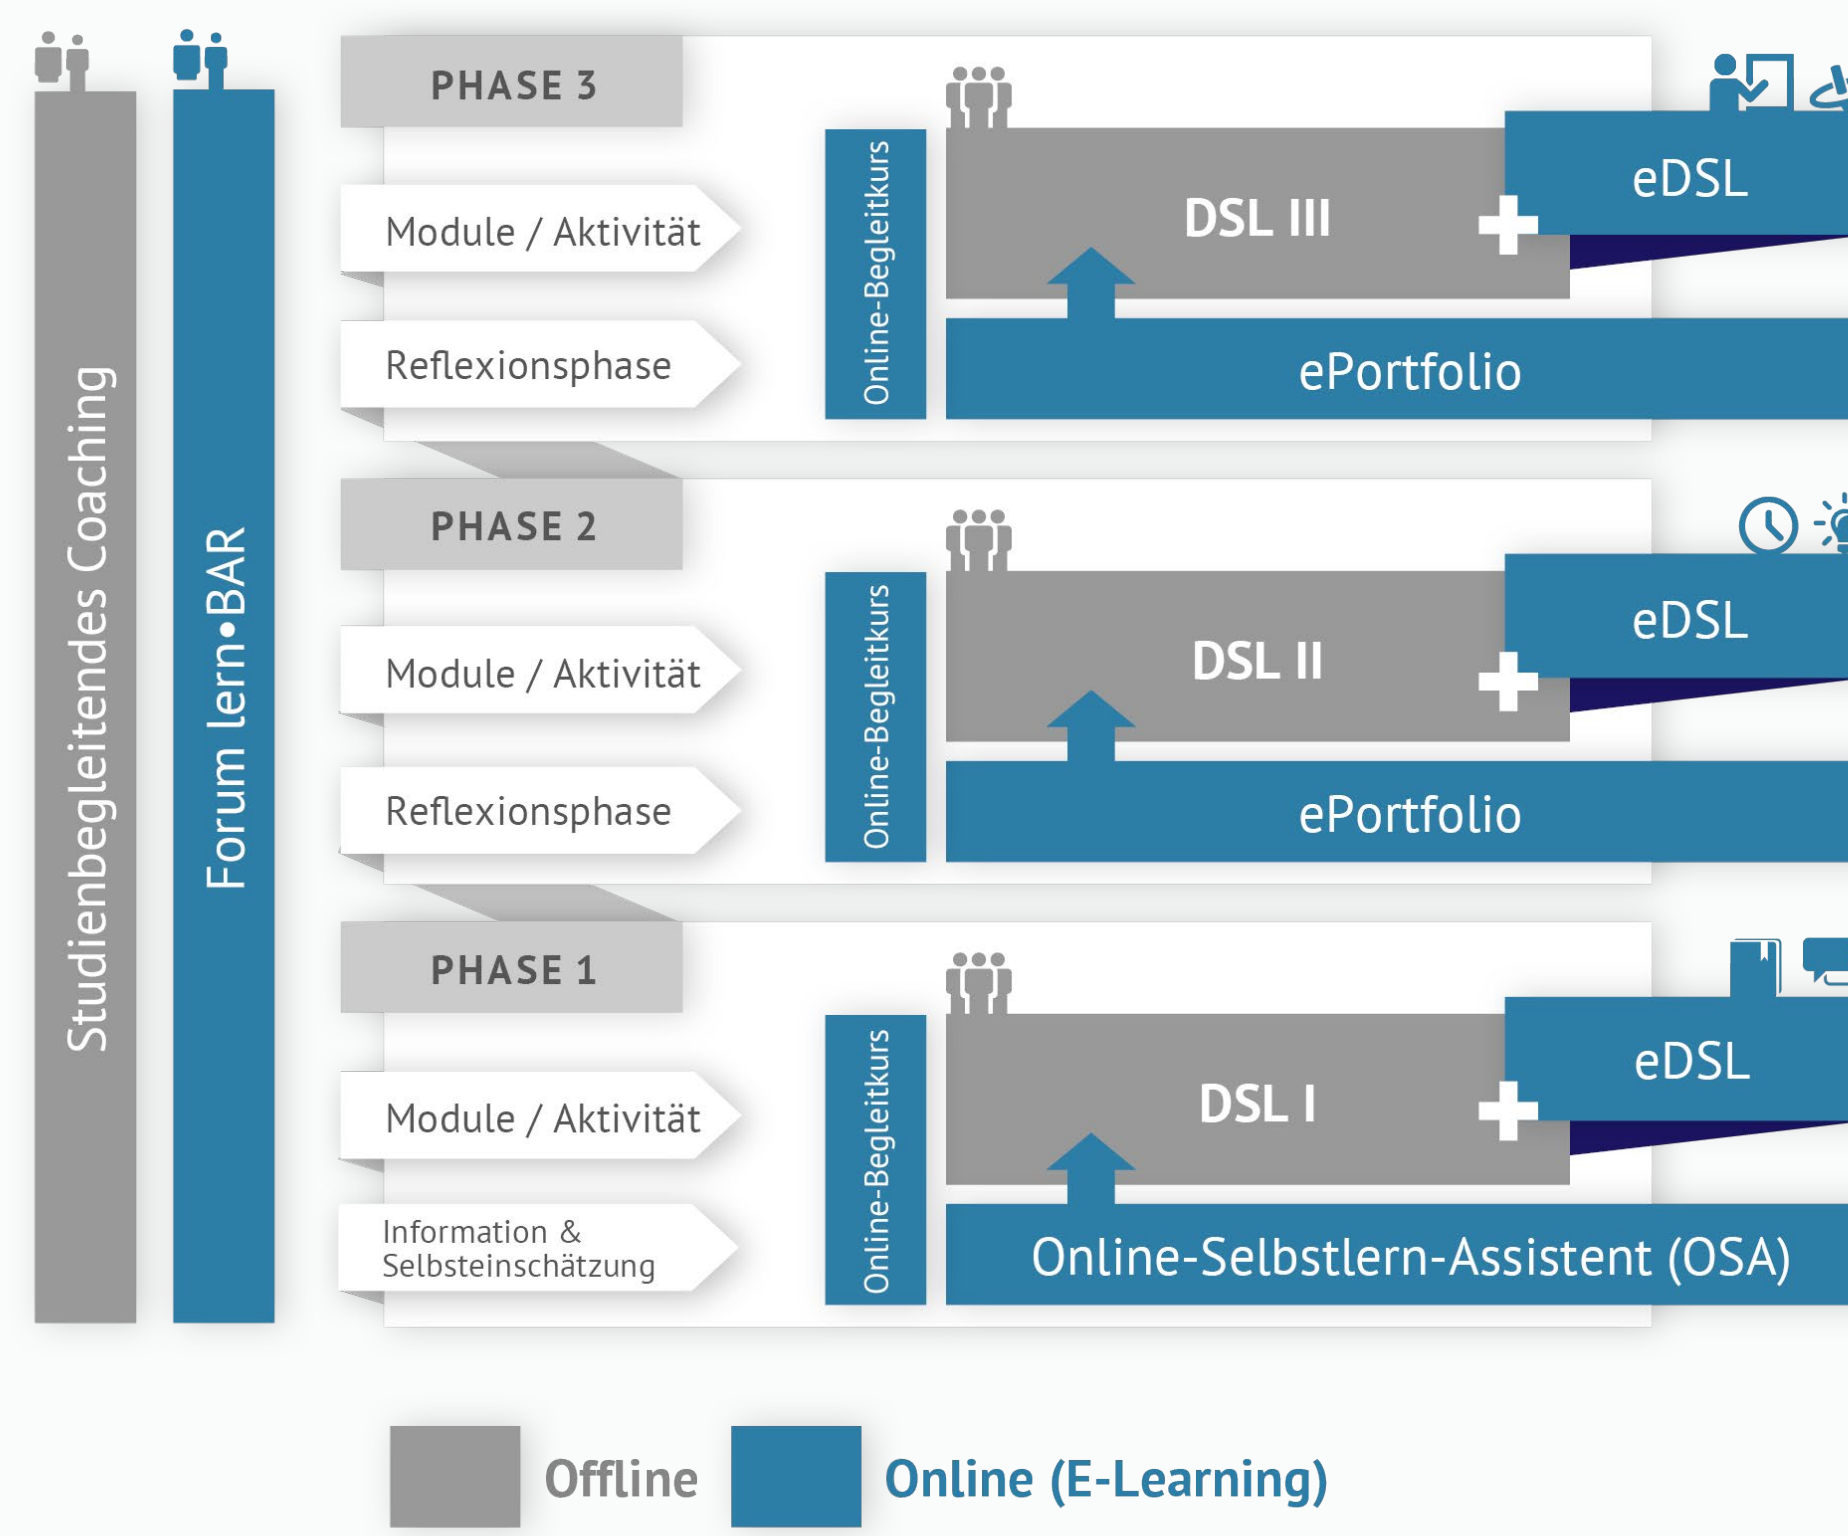 Studienbegleitendes Coaching
Forum lern•BAR
PHASE 3
Module / Aktivität
Reflexionsphase
Online-Begleitkurs
DSL III
eDSL
ePortfolio
PHASE 2
Module / Aktivität
Reflexionsphase
Online-Begleitkurs
DSL II
eDSL
ePortfolio
PHASE 1
Module / Aktivität
Information &
Selbsteinschätzung
Online-Begleitkurs
DSL I
eDSL
Online-Selbstlern-Assistent (OSA)
Offline
Online (E-Learning)